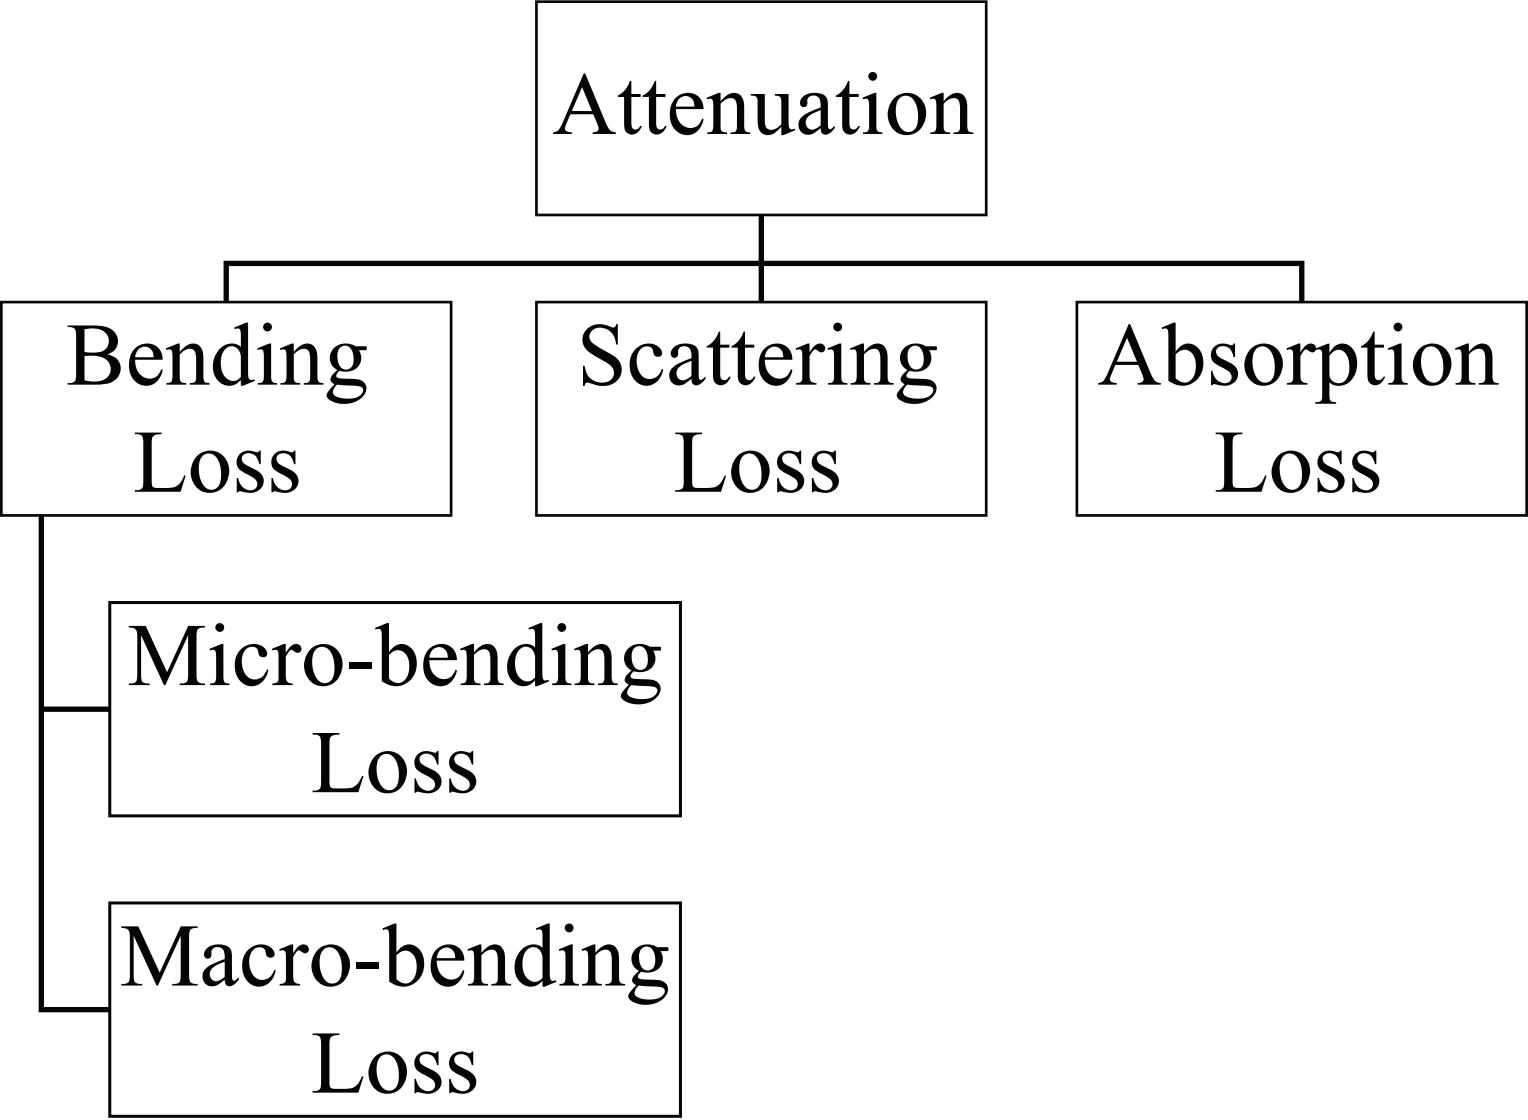 Attenuation
Bending
Loss
Scattering
Loss
Absorption
Loss
Micro-bending
Loss
Macro-bending
Loss